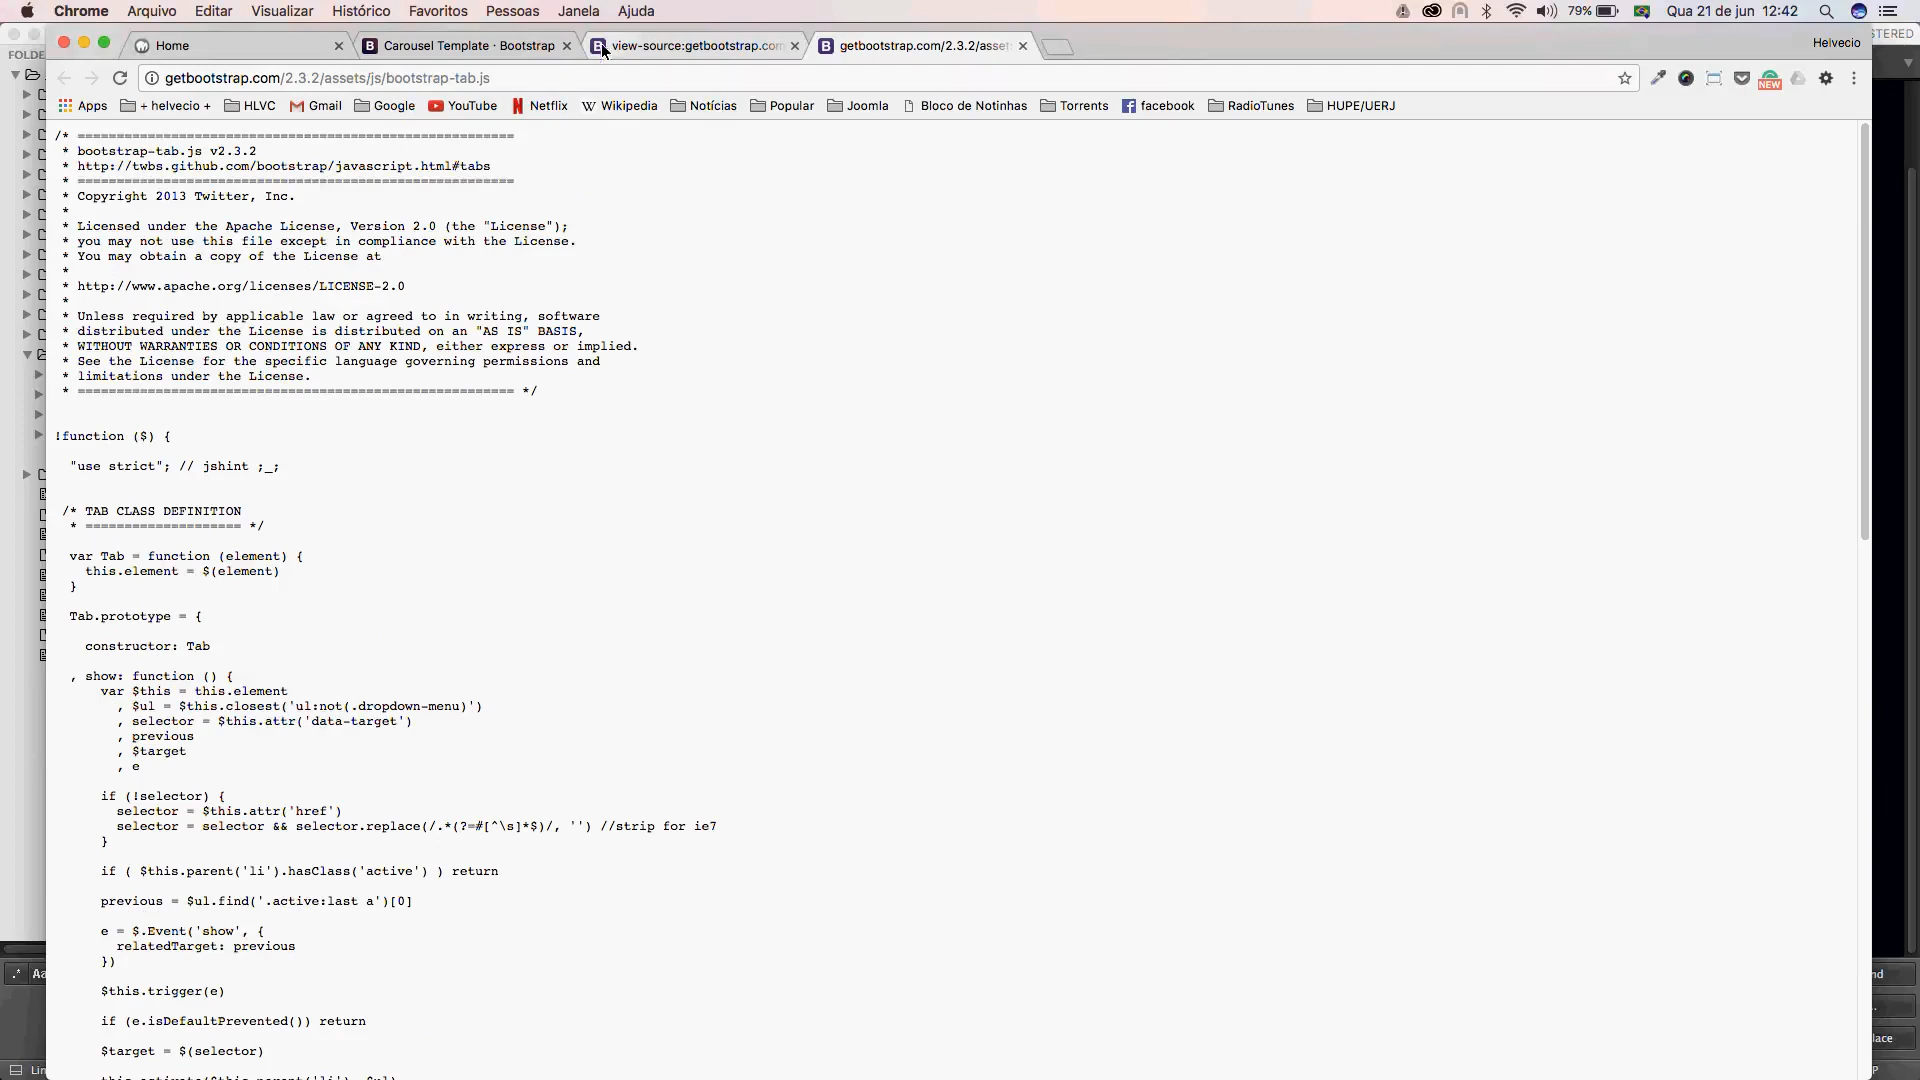 Chrome Arquivo Editar Visualizar Histórico Favoritos Pessoas Janela Ajuda 79% Qua 21 de jun 12:42
Home Carousel Template · Bootstrap view-source:getbootstrap.com getbootstrap.com/2.3.2/asset Helvecio
getbootstrap.com/2.3.2/assets/js/bootstrap-tab.js NEW
Apps + helvecio + HLVC Gmail Google YouTube Netflix Wikipedia Notícias Popular Joomla Bloco de Notinhas Torrents facebook RadioTunes HUPE/UERJ
/* ========================================================
* bootstrap-tab.js v2.3.2
* http://twbs.github.com/bootstrap/javascript.html#tabs
* ========================================================
* Copyright 2013 Twitter, Inc.
*
* Licensed under the Apache License, Version 2.0 (the "License");
* you may not use this file except in compliance with the License.
* You may obtain a copy of the License at
*
* http://www.apache.org/licenses/LICENSE-2.0
*
* Unless required by applicable law or agreed to in writing, software
* distributed under the License is distributed on an "AS IS" BASIS,
* WITHOUT WARRANTIES OR CONDITIONS OF ANY KIND, either express or implied.
* See the License for the specific language governing permissions and
* limitations under the License.
* ======================================================== */
!function ($) {
"use strict"; // jshint ;_;
/* TAB CLASS DEFINITION
* ==================== */
var Tab = function (element) {
this.element = $(element)
}
Tab.prototype = {
constructor: Tab
, show: function () {
var $this = this.element
, $ul = $this.closest('ul:not(.dropdown-menu)')
, selector = $this.attr('data-target')
, previous
, $target
, e
if (!selector) {
selector = $this.attr('href')
selector = selector && selector.replace(/.*(?=#[^\s]*$)/, '') //strip for ie7
}
if ( $this.parent('li').hasClass('active') ) return
previous = $ul.find('.active:last a')[0]
e = $.Event('show', {
relatedTarget: previous
})
$this.trigger(e)
if (e.isDefaultPrevented()) return
$target = $(selector)